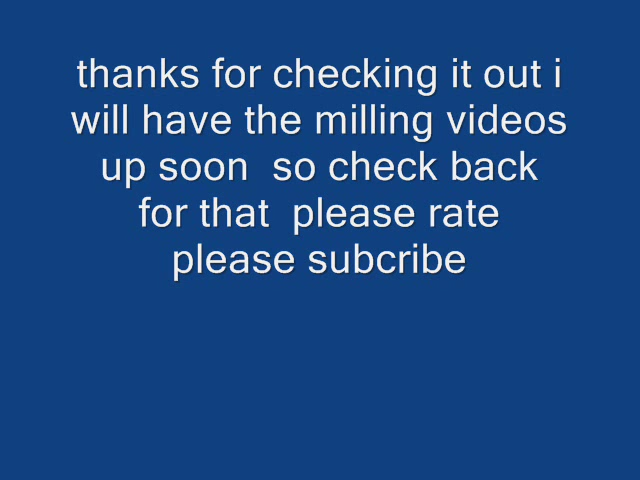 thanks for checking it out i
will have the milling videos
up soon  so check back
for that  please rate
please subcribe